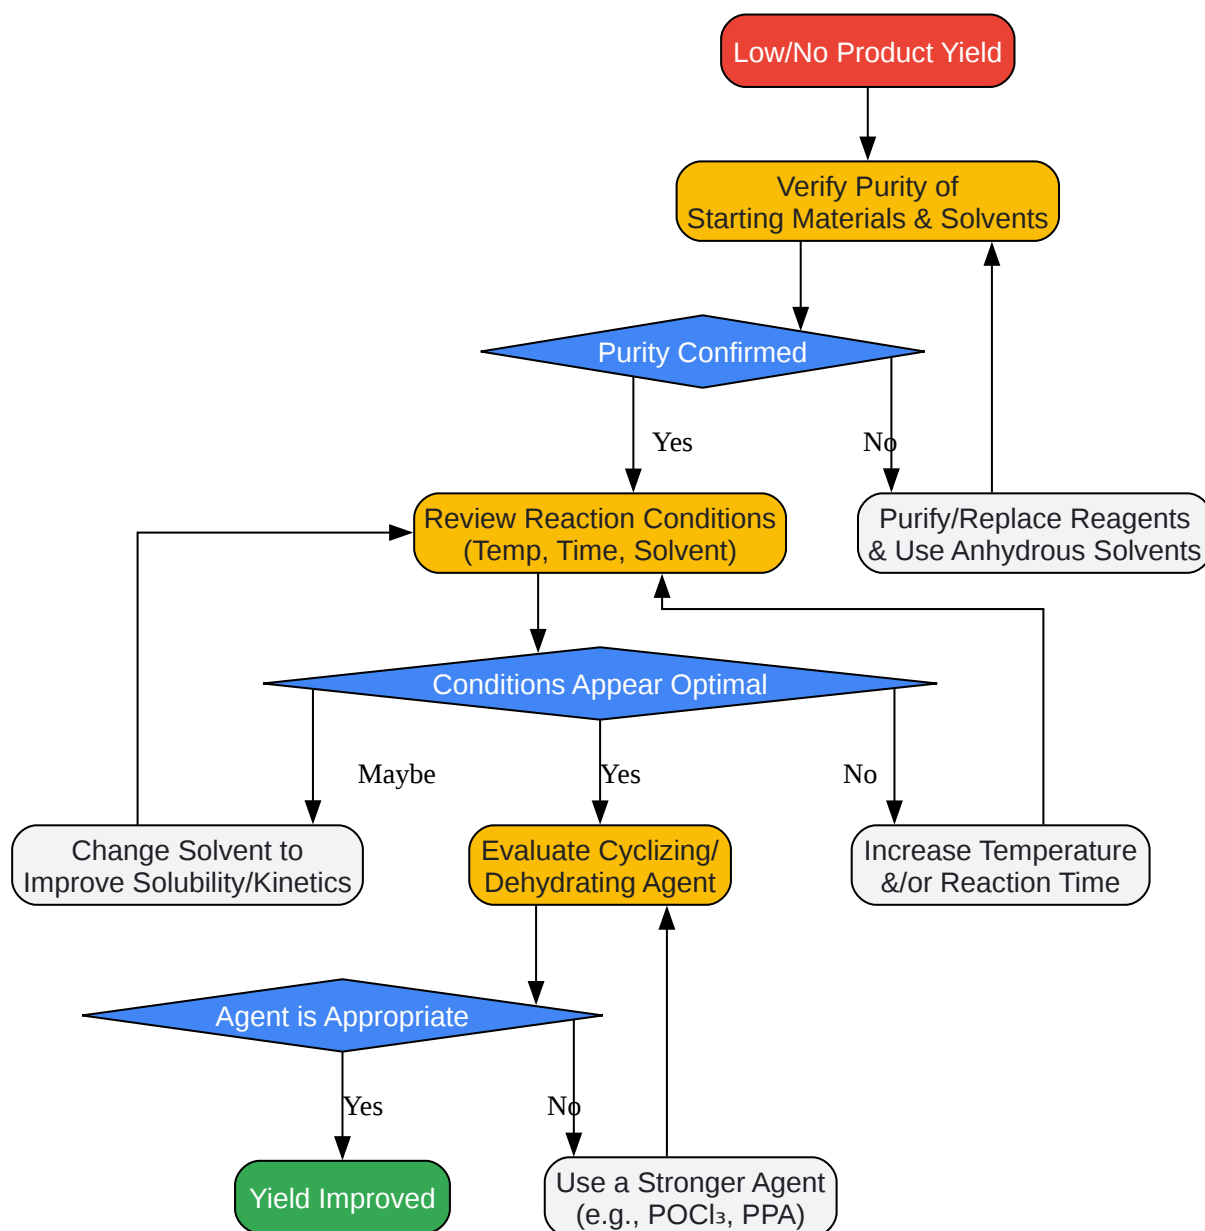 Low/No Product Yield
Verify Purity of
Starting Materials & Solvents
Purity Confirmed
Yes
No
Review Reaction Conditions
(Temp, Time, Solvent)
Purify/Replace Reagents
& Use Anhydrous Solvents
Conditions Appear Optimal
Maybe
Yes
No
Change Solvent to
Improve Solubility/Kinetics
Evaluate Cyclizing/
Dehydrating Agent
Increase Temperature
&/or Reaction Time
Agent is Appropriate
Yes
No
Yield Improved
Use a Stronger Agent
(e.g., POCl₃, PPA)